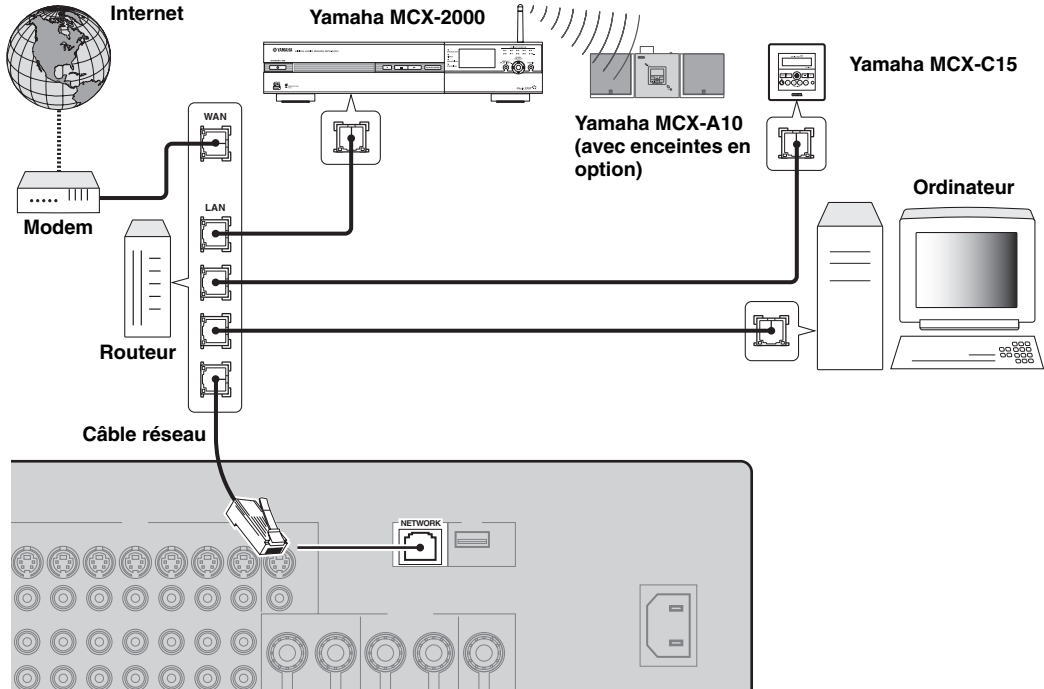 Internet
Yamaha MCX-2000
YAMAHA
Yamaha MCX-C15
Yamaha MCX-A10
(avec enceintes en
option)
WAN
Modem
LAN
Ordinateur
Routeur
Câble réseau
NETWORK